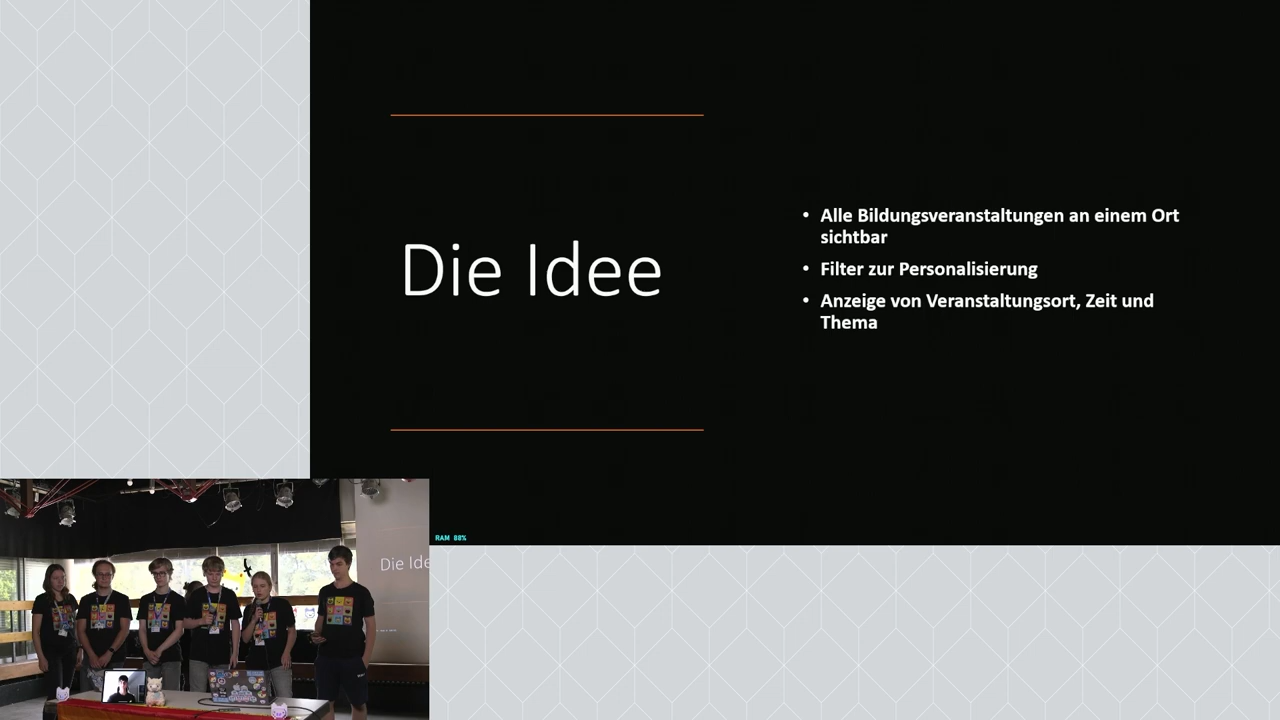 Die Idee
• Alle Bildungsveranstaltungen an einem Ort
sichtbar
• Filter zur Personalisierung
• Anzeige von Veranstaltungsort, Zeit und
Thema
RAM 88%
Die Ide